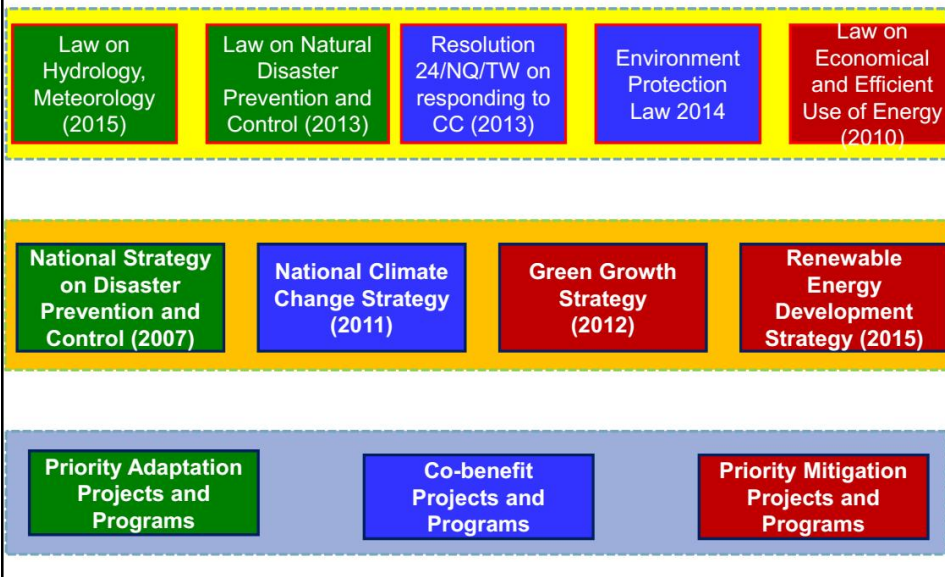 Law on
Hydrology,
Meteorology
(2015)
Law on Natural
Disaster
Prevention and
Control (2013)
Resolution
24/NQ/TW on
responding to
CC (2013)
Environment
Protection
Law 2014
Law on
Economical
and Efficient
Use of Energy
(2010)
National Strategy
on Disaster
Prevention and
Control (2007)
National Climate
Change Strategy
(2011)
Green Growth
Strategy
(2012)
Renewable
Energy
Development
Strategy (2015)
Priority Adaptation
Projects and
Programs
Co-benefit
Projects and
Programs
Priority Mitigation
Projects and
Programs